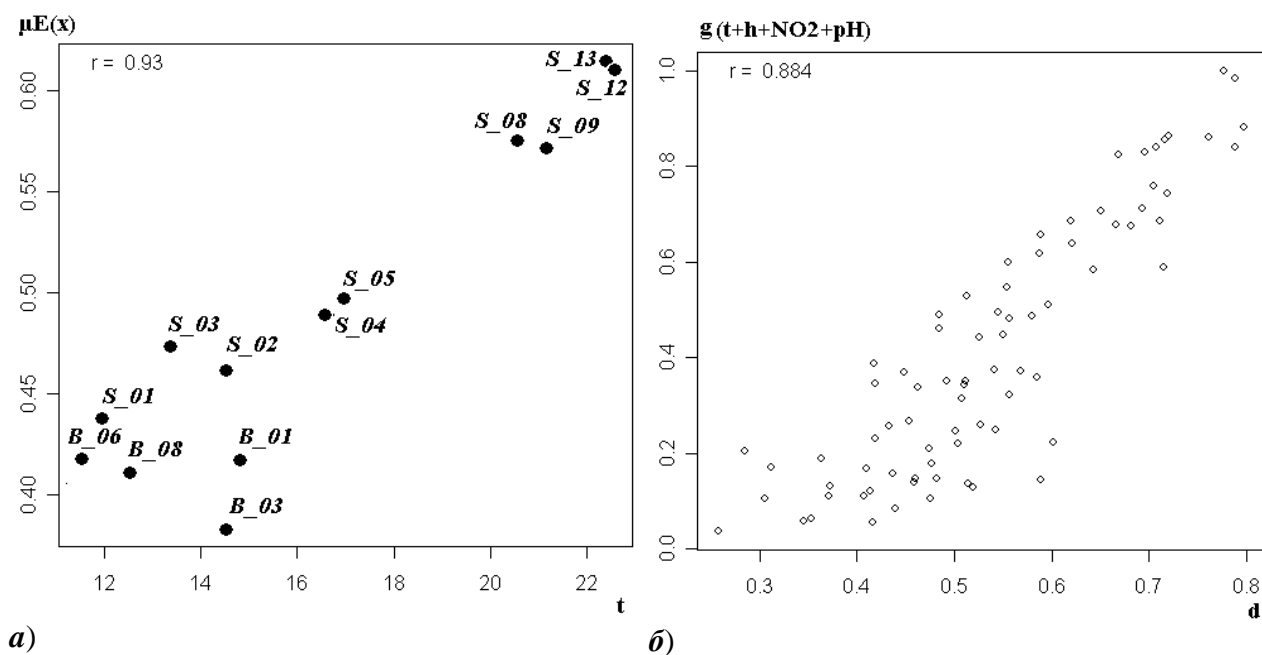 μE(x)
r = 0.93
0.60
0.55
0.50
0.45
0.40
S_13
S_12
S_08
S_09
S_05
S_04
S_03
S_02
S_01
B_06
B_08
B_01
B_03
12 14 16 18 20 22
t
а)
g (t+h+NO2+pH)
r = 0.884
1.0
0.8
0.6
0.4
0.2
0.0
0.3 0.4 0.5 0.6 0.7 0.8
d
б)